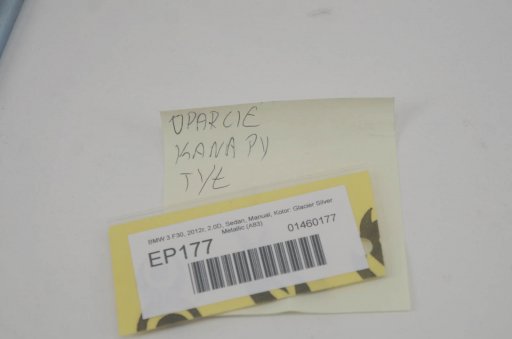 OPARCIE
KANAPY
TYŁ
BMW 3 F30, 2012r, 2.0D, Sedan, Manual, Kolor: Glacier Silver
Metallic (A83)
EP177
01460177